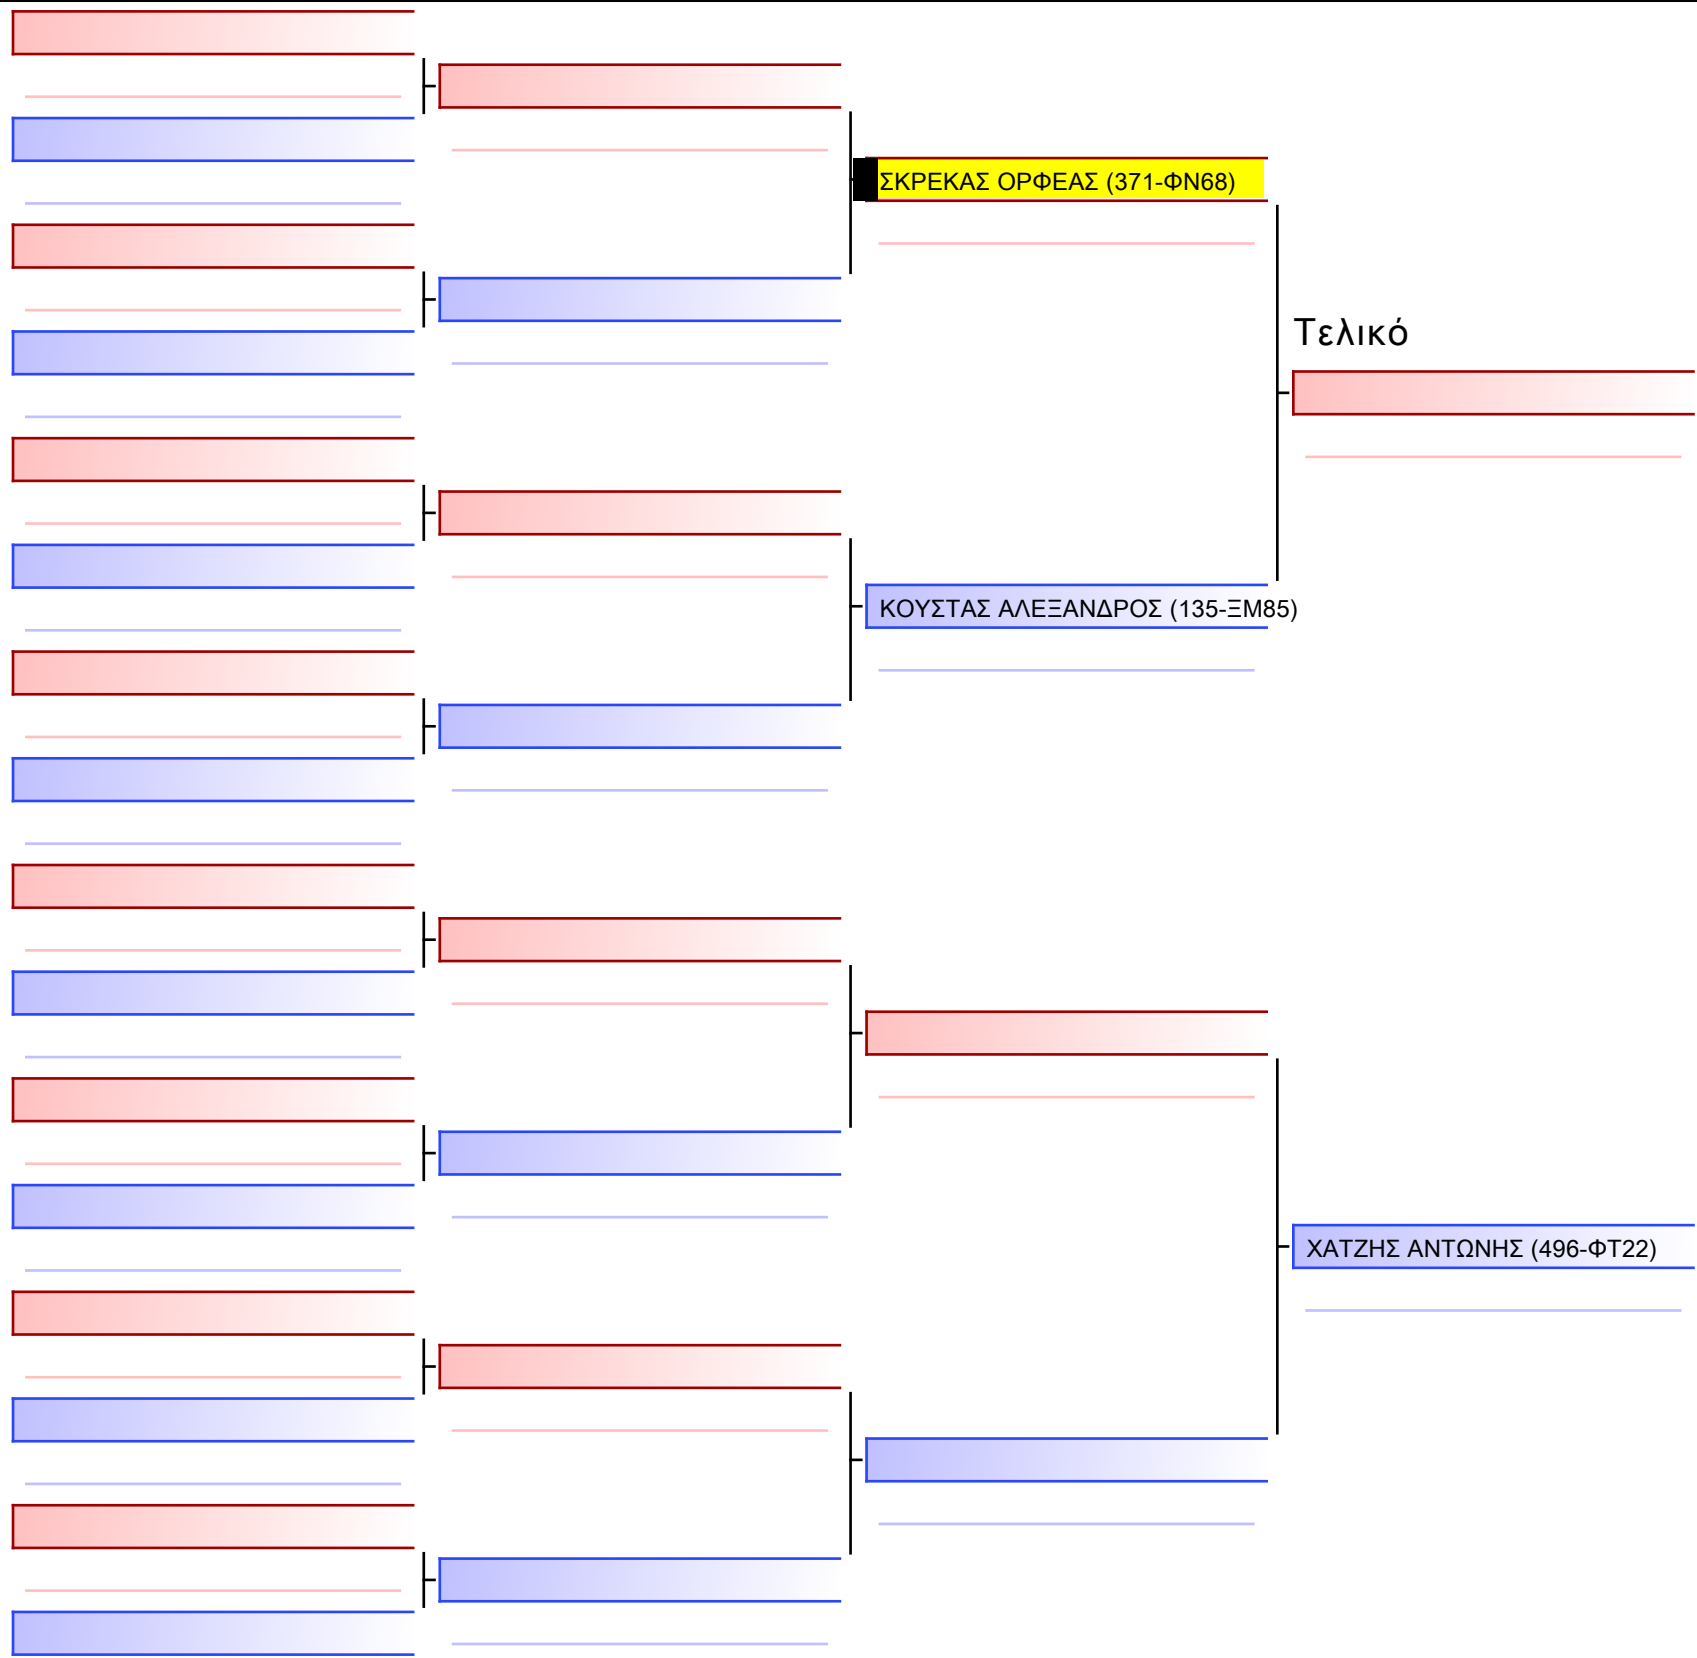 ΣΚΡΕΚΑΣ ΟΡΦΕΑΣ (371-ΦΝ68)
Τελικό
ΚΟΥΣΤΑΣ ΑΛΕΞΑΝΔΡΟΣ (135-ΞΜ85)
ΧΑΤΖΗΣ ΑΝΤΩΝΗΣ (496-ΦΤ22)